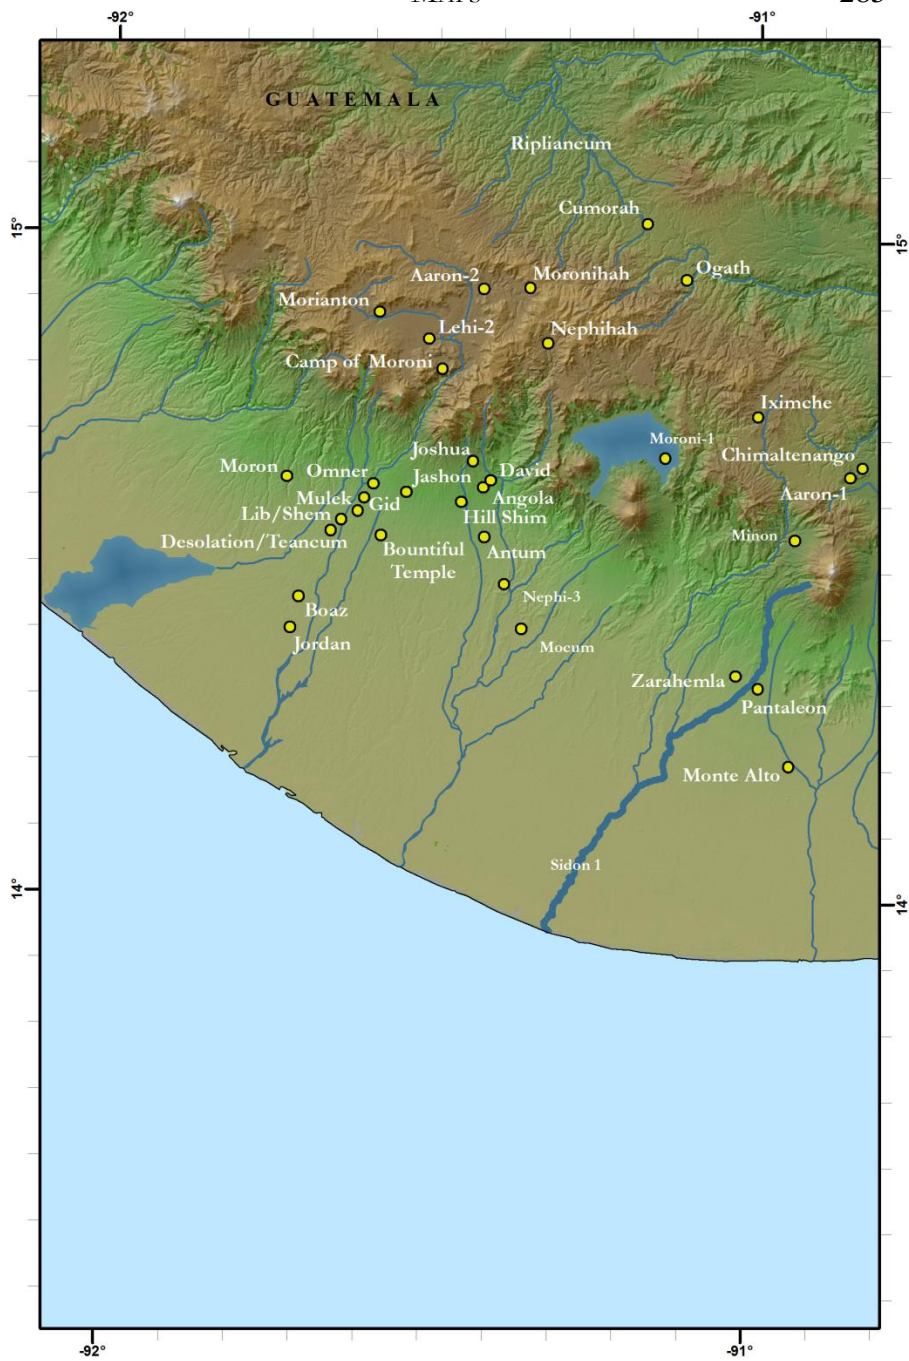 MAPS 283
-92° -91°
GUATEMALA
Ripliancum
Cumorah
15° 15°
Ogath
Aaron-2 Moronihah
Morianton
Lehi-2 Nephihah
Camp of Moroni
Iximche
Moroni-1
Joshua Chimaltenango
Moron Omner Jashon David
Mulek Gid Angola Aaron-1
Lib/Shem Hill Shim
Desolation/Teancum Bountiful Antum Minon
Temple
Nephi-3
Boaz
Jordan Mocum
Zarahemla
Pantaleon
Monte Alto
Sidon 1
14° 14°
-92° -91°